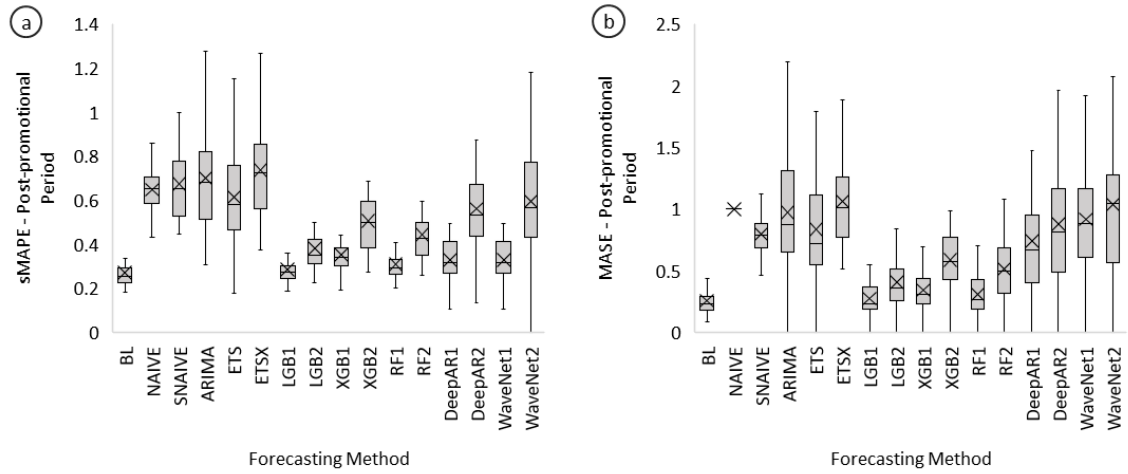 a
sMAPE - Post-promotional
Period
1.4
1.2
1
0.8
0.6
0.4
0.2
0
BL
NAIVE
SNAIVE
ARIMA
ETS
ETSX
LGB1
LGB2
XGB1
XGB2
RF1
RF2
DeepAR1
DeepAR2
WaveNet1
WaveNet2
Forecasting Method
b
MASE - Post-promotional
Period
2.5
2
1.5
1
0.5
0
BL
NAIVE
SNAIVE
ARIMA
ETS
ETSX
LGB1
LGB2
XGB1
XGB2
RF1
RF2
DeepAR1
DeepAR2
WaveNet1
WaveNet2
Forecasting Method